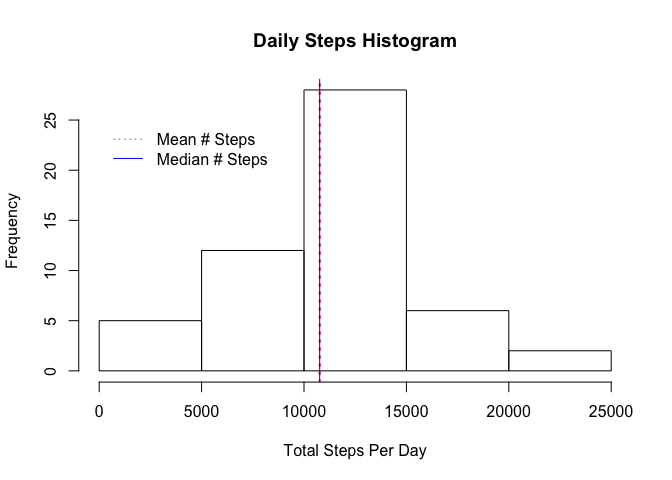 Daily Steps Histogram
Mean # Steps
Median # Steps
Frequency
25
20
15
10
5
0
0 5000 10000 15000 20000 25000
Total Steps Per Day